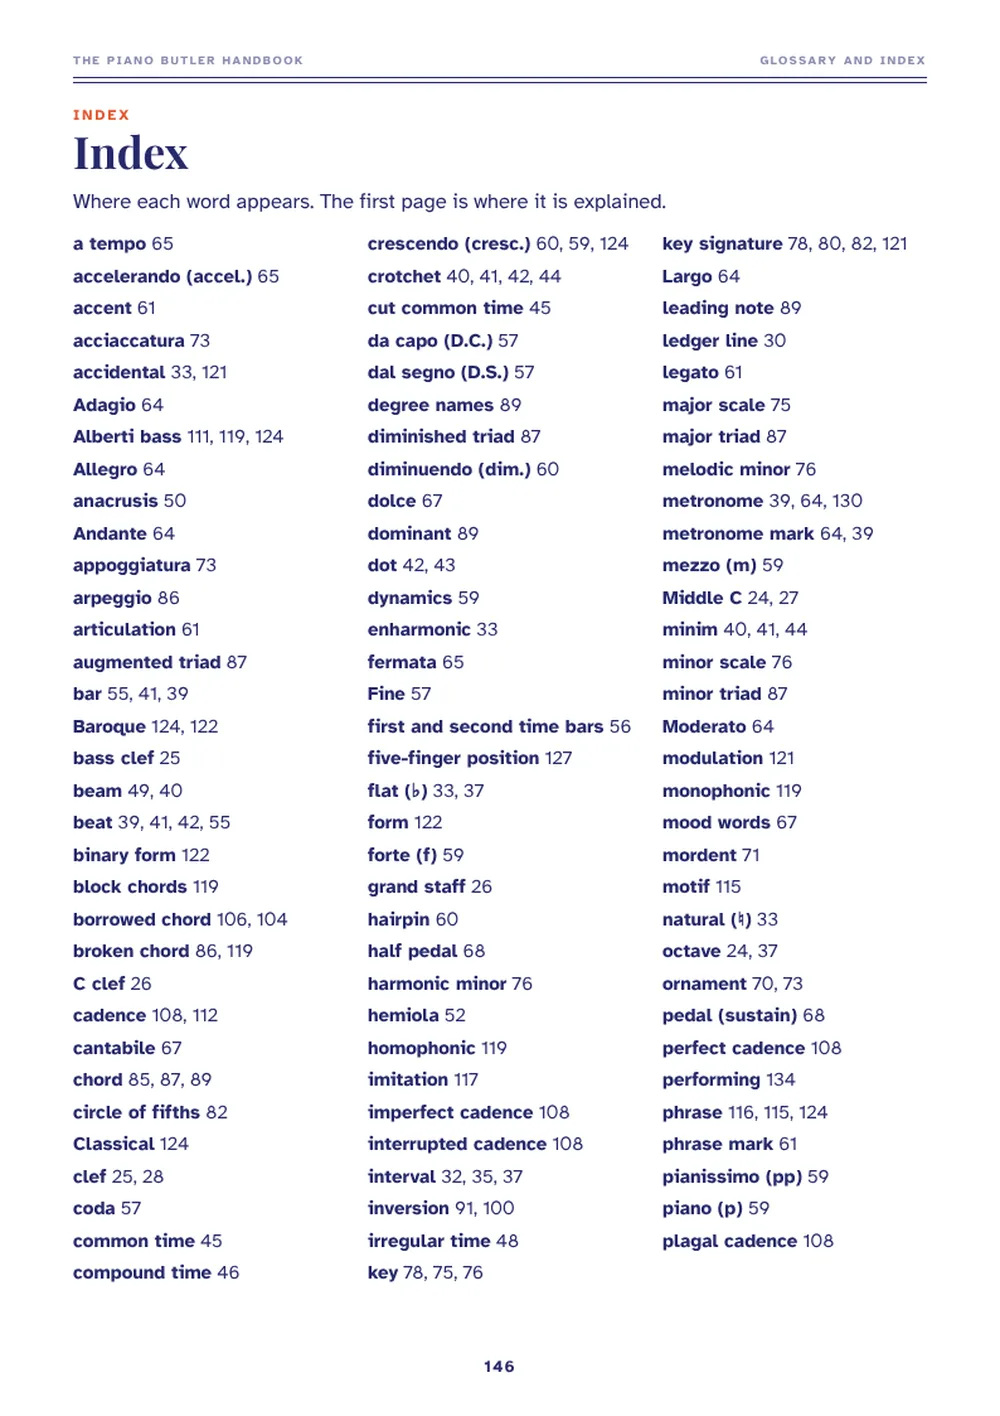 THE PIANO BUTLER HANDBOOK
GLOSSARY AND INDEX
INDEX
Index
Where each word appears. The first page is where it is explained.
a tempo 65
accelerando (accel.) 65
accent 61
acciaccatura 73
accidental 33, 121
Adagio 64
Alberti bass 111, 119, 124
Allegro 64
anacrusis 50
Andante 64
appoggiatura 73
arpeggio 86
articulation 61
augmented triad 87
bar 55, 41, 39
Baroque 124, 122
bass clef 25
beam 49, 40
beat 39, 41, 42, 55
binary form 122
block chords 119
borrowed chord 106, 104
broken chord 86, 119
C clef 26
cadence 108, 112
cantabile 67
chord 85, 87, 89
circle of fifths 82
Classical 124
clef 25, 28
coda 57
common time 45
compound time 46
crescendo (cresc.) 60, 59, 124
crotchet 40, 41, 42, 44
cut common time 45
da capo (D.C.) 57
dal segno (D.S.) 57
degree names 89
diminished triad 87
diminuendo (dim.) 60
dolce 67
dominant 89
dot 42, 43
dynamics 59
enharmonic 33
fermata 65
Fine 57
first and second time bars 56
five-finger position 127
flat (♭) 33, 37
form 122
forte (f) 59
grand staff 26
hairpin 60
half pedal 68
harmonic minor 76
hemiola 52
homophonic 119
imitation 117
imperfect cadence 108
interrupted cadence 108
interval 32, 35, 37
inversion 91, 100
irregular time 48
key 78, 75, 76
key signature 78, 80, 82, 121
Largo 64
leading note 89
ledger line 30
legato 61
major scale 75
major triad 87
melodic minor 76
metronome 39, 64, 130
metronome mark 64, 39
mezzo (m) 59
Middle C 24, 27
minim 40, 41, 44
minor scale 76
minor triad 87
Moderato 64
modulation 121
monophonic 119
mood words 67
mordent 71
motif 115
natural (♮) 33
octave 24, 37
ornament 70, 73
pedal (sustain) 68
perfect cadence 108
performing 134
phrase 116, 115, 124
phrase mark 61
pianissimo (pp) 59
piano (p) 59
plagal cadence 108
146